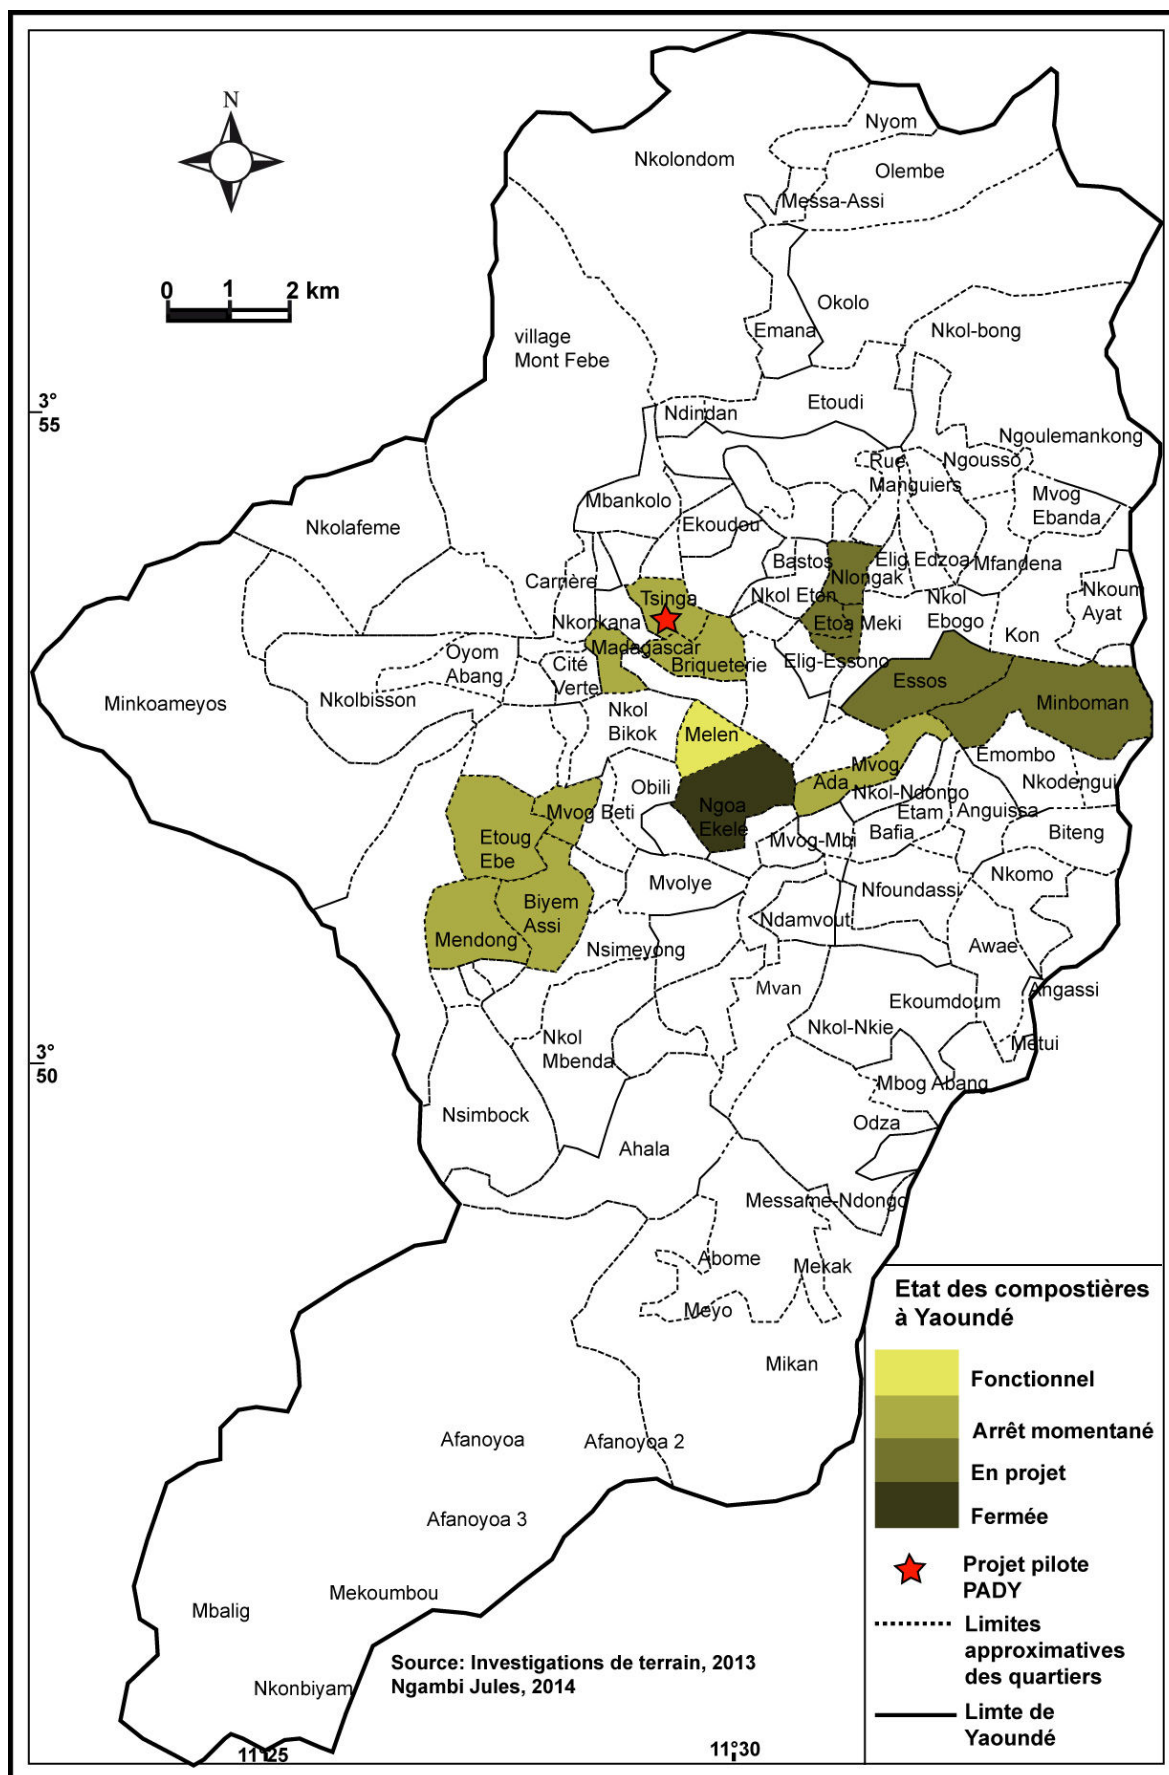 N
0 1 2 km
3°
55
3°
50
11°25
11°30
Nyom
Nkolondom
Olembe
Messa-Assi
Okolo
Emana
Nkol-bong
village
Mont Febe
Etoudi
Ndindan
Ngoulemankong
Rue
Manguiers
Ngousso
Mvog
Ebanda
Mbankolo
Ekoudou
Nkolafeme
Bastos
Elig Edzoa
Mfandena
Nlongak
Carrière
Nkol Eton
Tsinga
Nkol
Ebogo
Nkoum
Ayat
Nkonkana
Etoa Meki
Kon
Madagascar
Briqueterie
Elig-Essono
Oyom
Abang
Cité
Verte
Essos
Minkoameyos
Nkolbisson
Minboman
Nkol
Bikok
Melen
Emombo
Mvog
Ada
Nkodengui
Obili
Nkol-Ndongo
Ngoa
Ekele
Mvog Beti
Etam
Bafia
Anguissa
Biteng
Etoug
Ebe
Mvog-Mbi
Nkomo
Mvolye
Nfoundassi
Biyem
Assi
Ndamvout
Mendong
Nsimeyong
Awae
Mvan
Ekoumdoum
Angassi
Nkol-Nkie
Nkol
Mbenda
Metui
Mbog Abang
Nsimbock
Odza
Ahala
Messame-Ndongo
Abome
Mekak
Meyo
Mikan
Afanoyoa
Afanoyoa 2
Afanoyoa 3
Mekoumbou
Mbalig
Nkonbiyam
Source: Investigations de terrain, 2013
Ngambi Jules, 2014
Etat des compostières
à Yaoundé
Fonctionnel
Arrêt momentané
En projet
Fermée
Projet pilote
PADY
Limites
approximatives
des quartiers
Limte de
Yaoundé